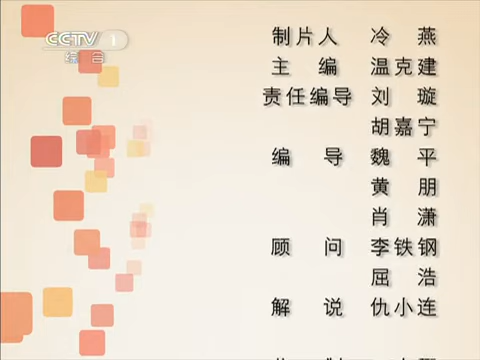 CCTV 1
综合
制片人 冷燕
主编 温克建
责任编导 刘璇
胡嘉宁
编导 魏平
黄朋
肖潇
顾问 李铁钢
屈浩
解说 仇小连